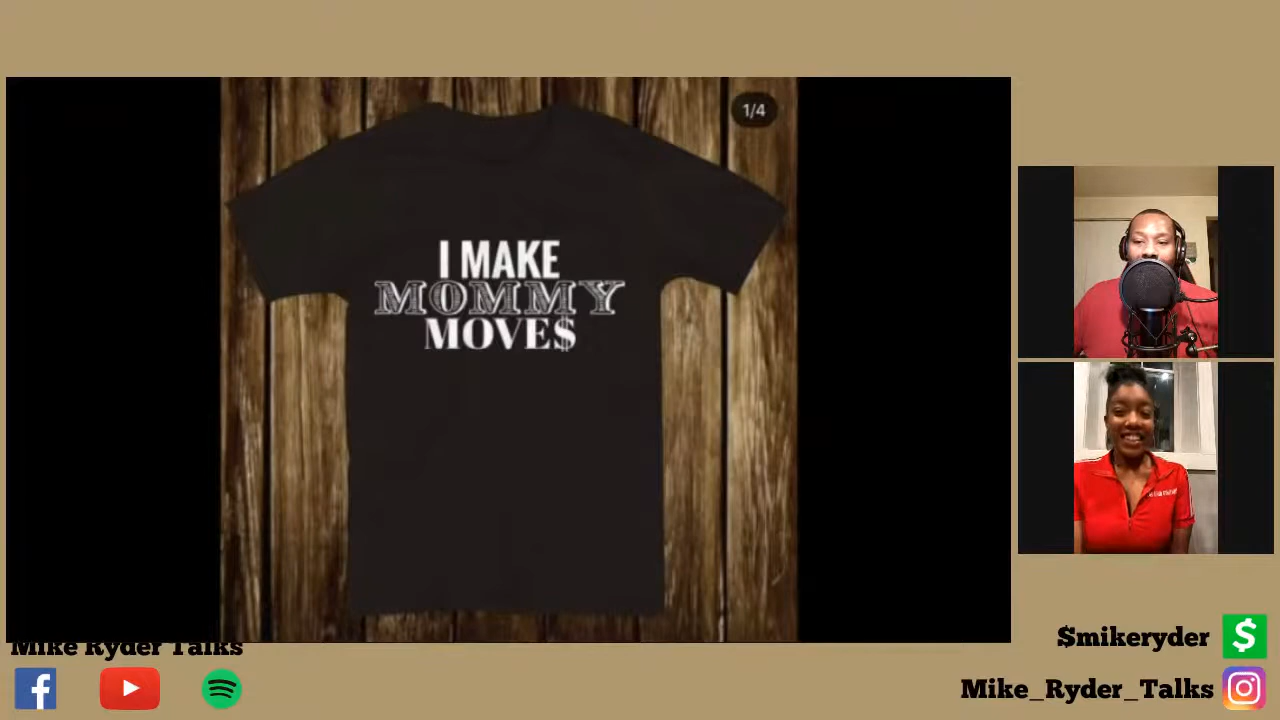 1/4
I MAKE
MOMMY
MOVE$
Mike Ryder Talks
$mikeryder
Mike_Ryder_Talks